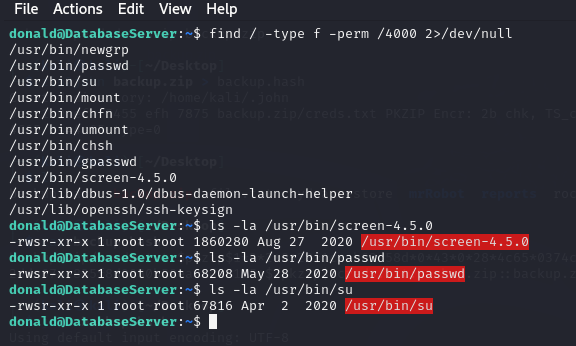 File Actions Edit View Help
donald@DatabaseServer:~$ find / -type f -perm /4000 2>/dev/null
/usr/bin/newgrp
/usr/bin/passwd
/usr/bin/su
/usr/bin/mount
/usr/bin/chfn
/usr/bin/umount
/usr/bin/chsh
/usr/bin/gpasswd
/usr/bin/screen-4.5.0
/usr/lib/dbus-1.0/dbus-daemon-launch-helper
/usr/lib/openssh/ssh-keysign
donald@DatabaseServer:~$ ls -la /usr/bin/screen-4.5.0
-rwsr-xr-x 1 root root 1860280 Aug 27 2020 /usr/bin/screen-4.5.0
donald@DatabaseServer:~$ ls -la /usr/bin/passwd
-rwsr-xr-x 1 root root 68208 May 28 2020 /usr/bin/passwd
donald@DatabaseServer:~$ ls -la /usr/bin/su
-rwsr-xr-x 1 root root 67816 Apr 2 2020 /usr/bin/su
donald@DatabaseServer:~$